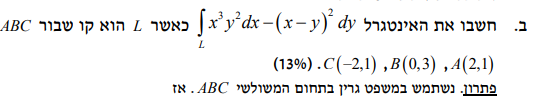 ב. חשבו את האינטגרל ∫_L x³y²dx − (x − y)² dy כאשר L הוא קו שבור ABC
A(2,1) , B(0,3) , C(−2,1). (13%)
פתרון. נשתמש במשפט גרין בתחום המשולשי ABC. אז